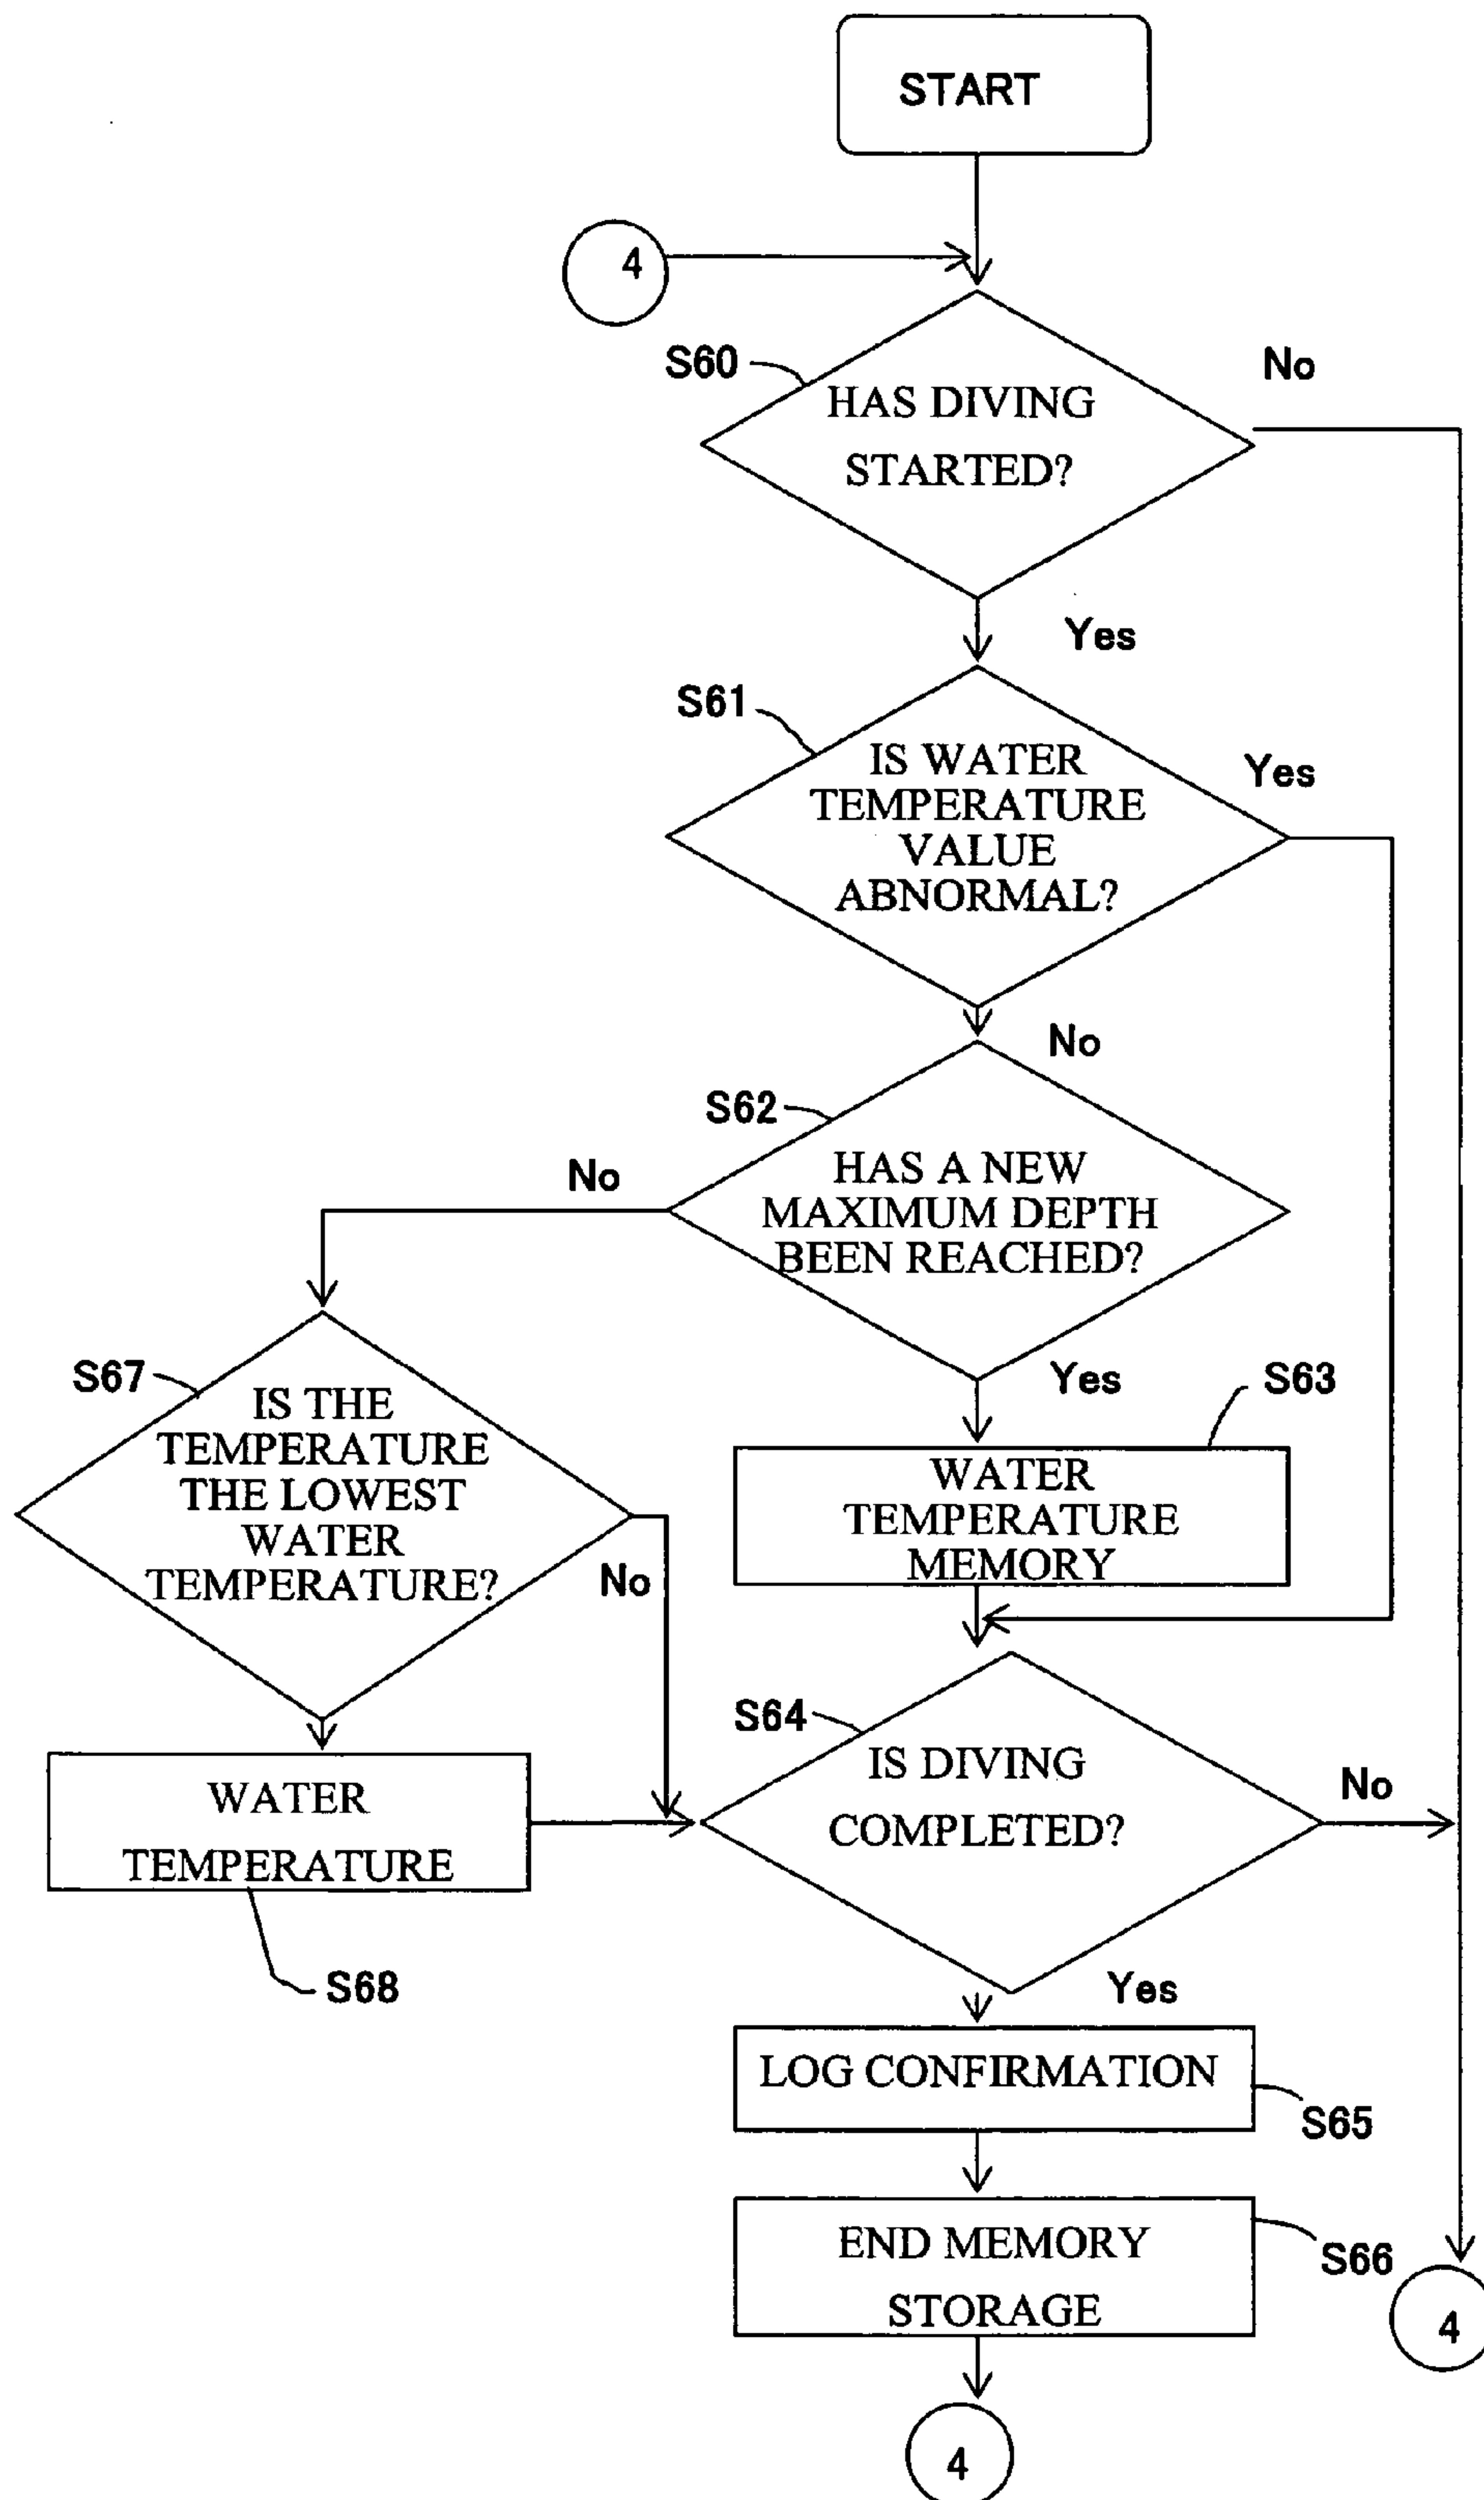 START
4
S60
No
HAS DIVING
STARTED?
Yes
S61
IS WATER
TEMPERATURE
VALUE
ABNORMAL?
Yes
No
S62
HAS A NEW
MAXIMUM DEPTH
BEEN REACHED?
No
Yes
S67
IS THE
TEMPERATURE
THE LOWEST
WATER
TEMPERATURE?
No
S63
WATER
TEMPERATURE
MEMORY
S64
IS DIVING
COMPLETED?
No
WATER
TEMPERATURE
S68
Yes
LOG CONFIRMATION
S65
END MEMORY
STORAGE
S66
4
4